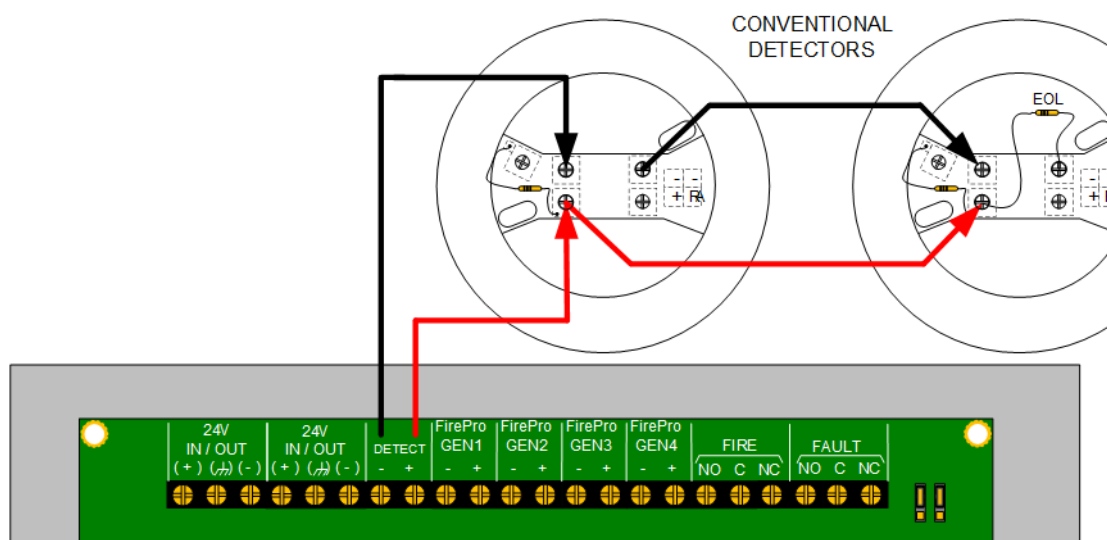 CONVENTIONAL
DETECTORS
EOL
- -
+ RA
-
+
24V
IN / OUT
(+) (-)
24V
IN / OUT
(+) (-)
DETECT
- +
FirePro
GEN1
- +
FirePro
GEN2
- +
FirePro
GEN3
- +
FirePro
GEN4
- +
FIRE
NO C NC
FAULT
NO C NC